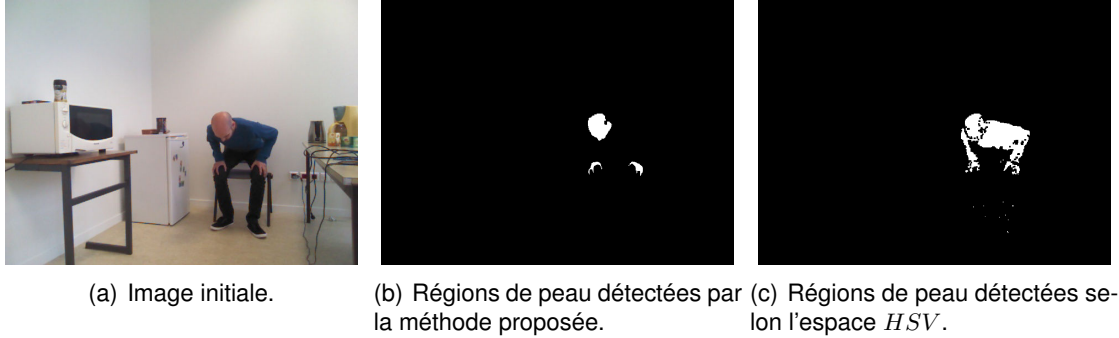 (a) Image initiale.
(b) Régions de peau détectées par
la méthode proposée.
(c) Régions de peau détectées se-
lon l'espace HSV.